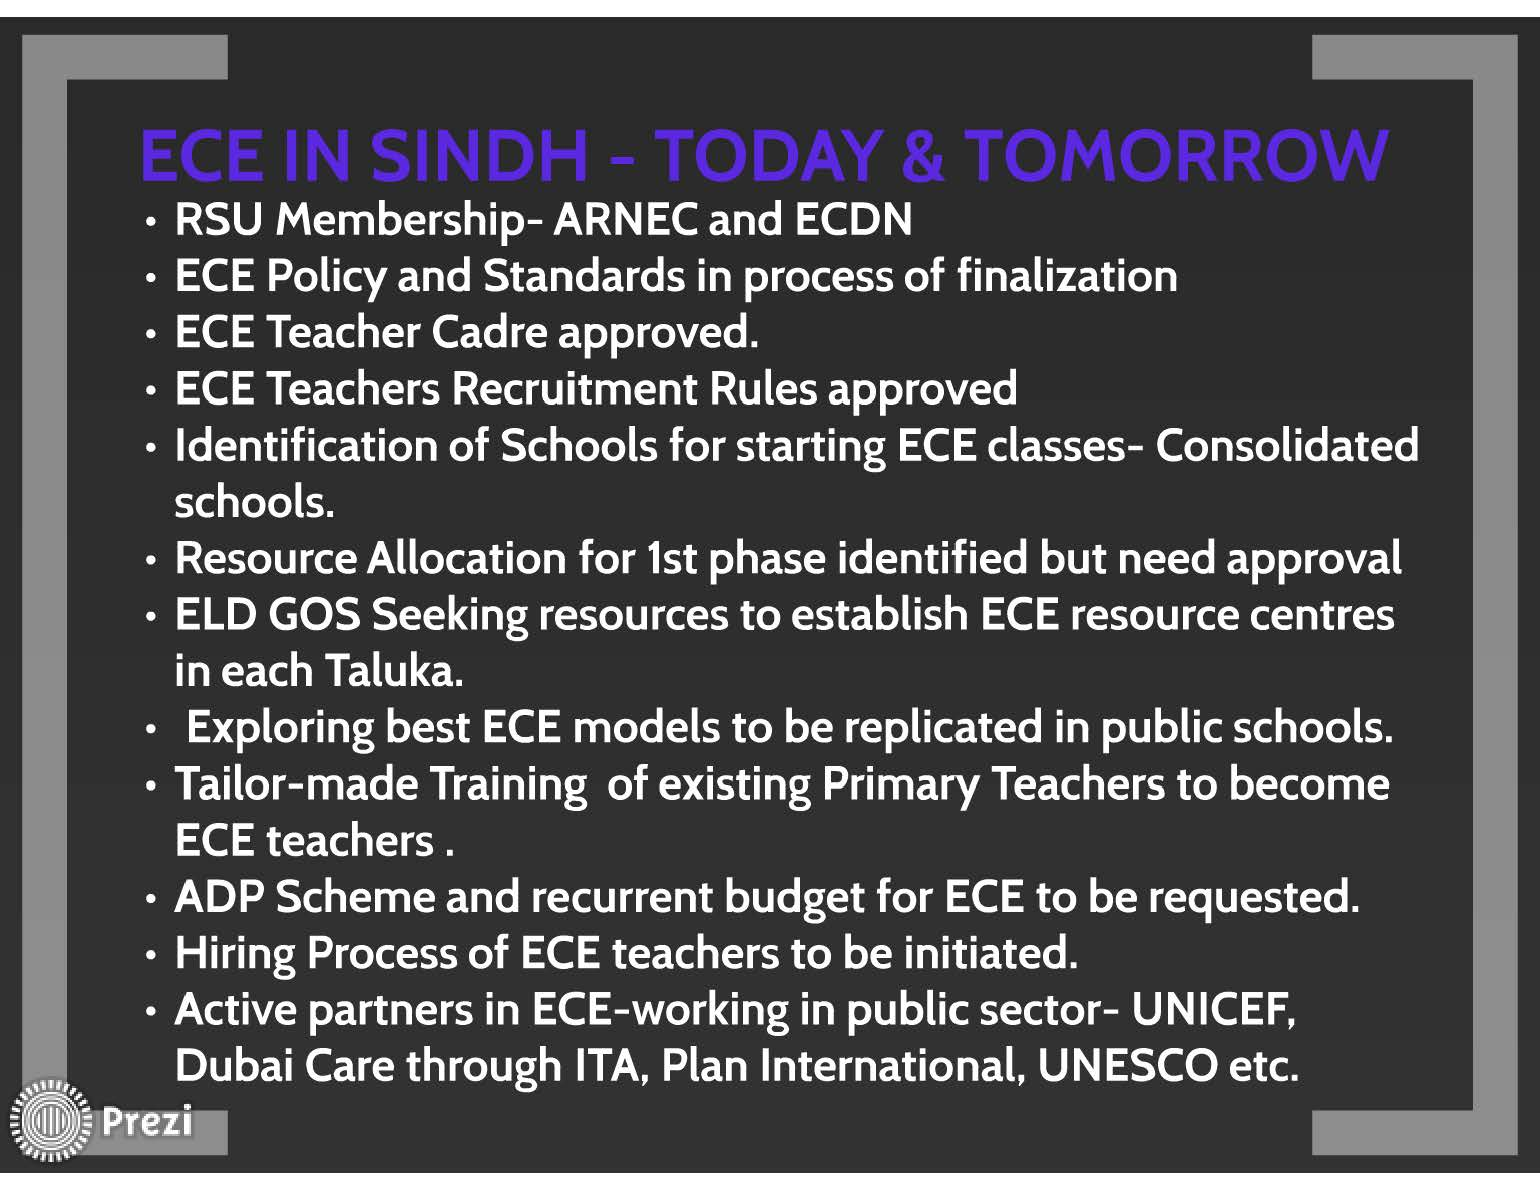 ECE IN SINDH - TODAY & TOMORROW
• RSU Membership- ARNEC and ECDN
• ECE Policy and Standards in process of finalization
• ECE Teacher Cadre approved.
• ECE Teachers Recruitment Rules approved
• Identification of Schools for starting ECE classes- Consolidated
schools.
• Resource Allocation for 1st phase identified but need approval
• ELD GOS Seeking resources to establish ECE resource centres
in each Taluka.
• Exploring best ECE models to be replicated in public schools.
• Tailor-made Training  of existing Primary Teachers to become
ECE teachers .
• ADP Scheme and recurrent budget for ECE to be requested.
• Hiring Process of ECE teachers to be initiated.
• Active partners in ECE-working in public sector- UNICEF,
Dubai Care through ITA, Plan International, UNESCO etc.
Prezi